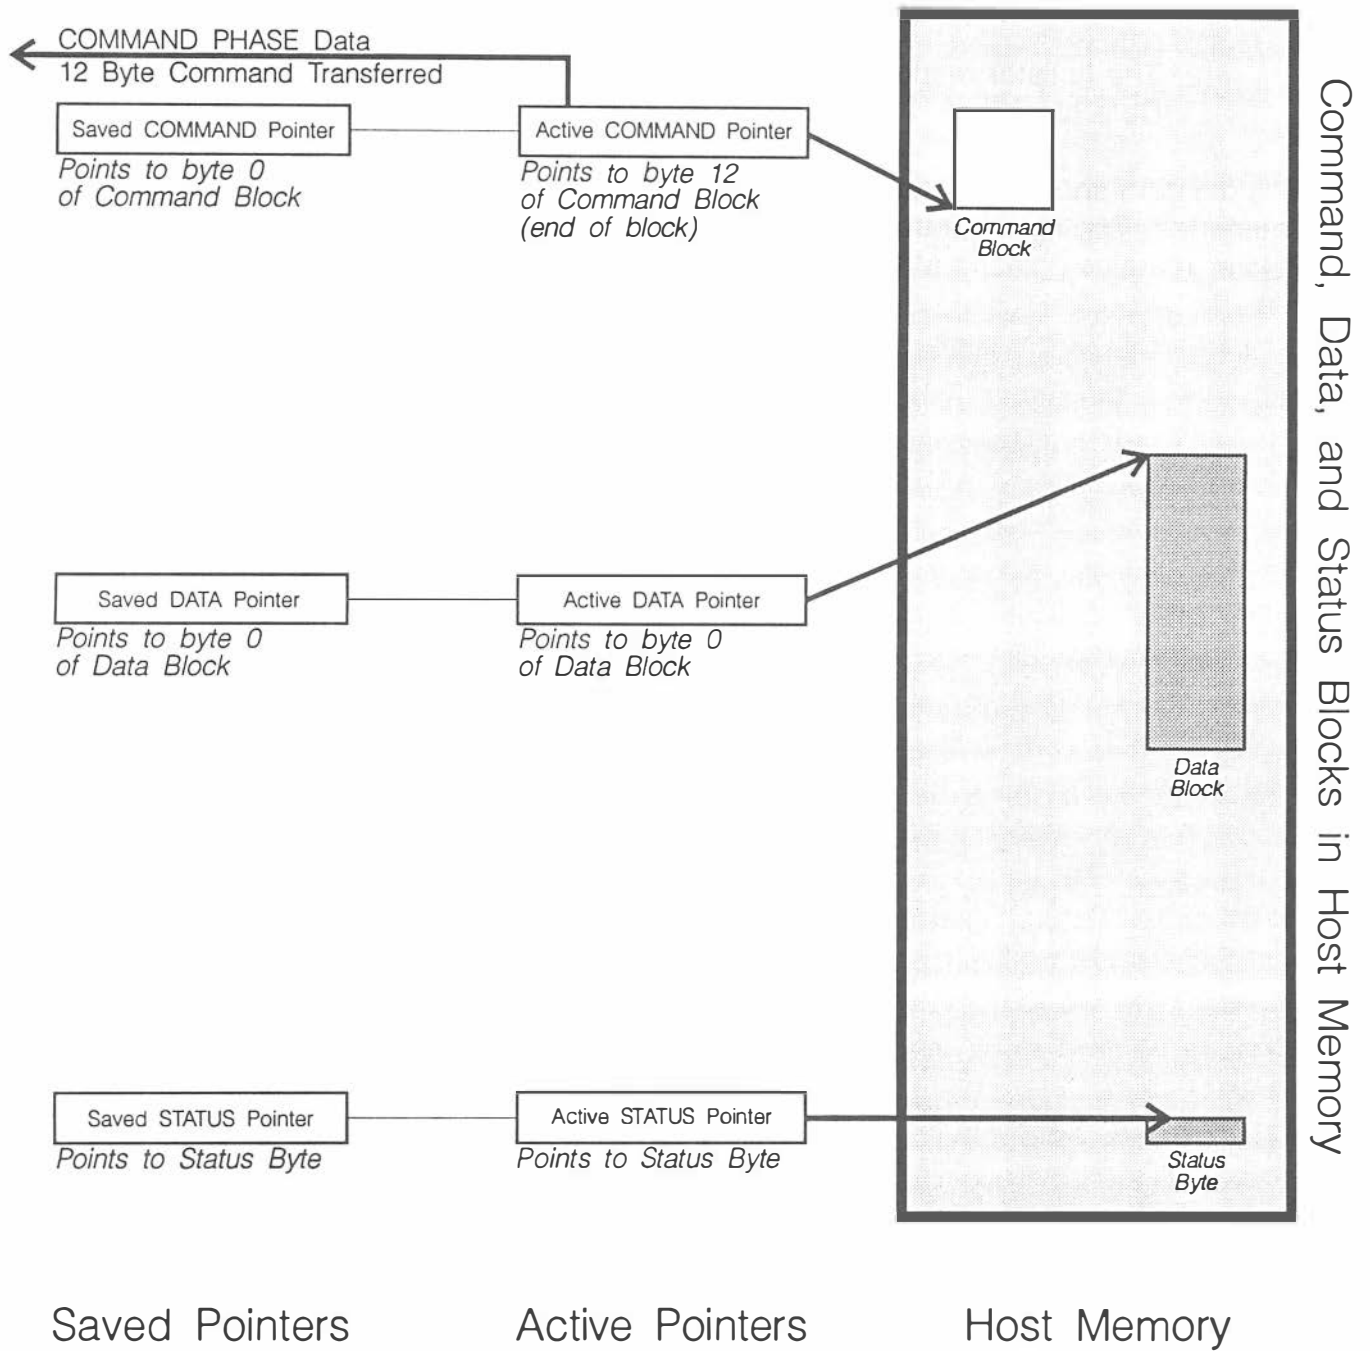 COMMAND PHASE Data
12 Byte Command Transferred
Saved COMMAND Pointer
Points to byte 0
of Command Block
Active COMMAND Pointer
Points to byte 12
of Command Block
(end of block)
Command
Block
Saved DATA Pointer
Points to byte 0
of Data Block
Active DATA Pointer
Points to byte 0
of Data Block
Data
Block
Saved STATUS Pointer
Points to Status Byte
Active STATUS Pointer
Points to Status Byte
Status
Byte
Command, Data, and Status Blocks in Host Memory
Saved Pointers
Active Pointers
Host Memory